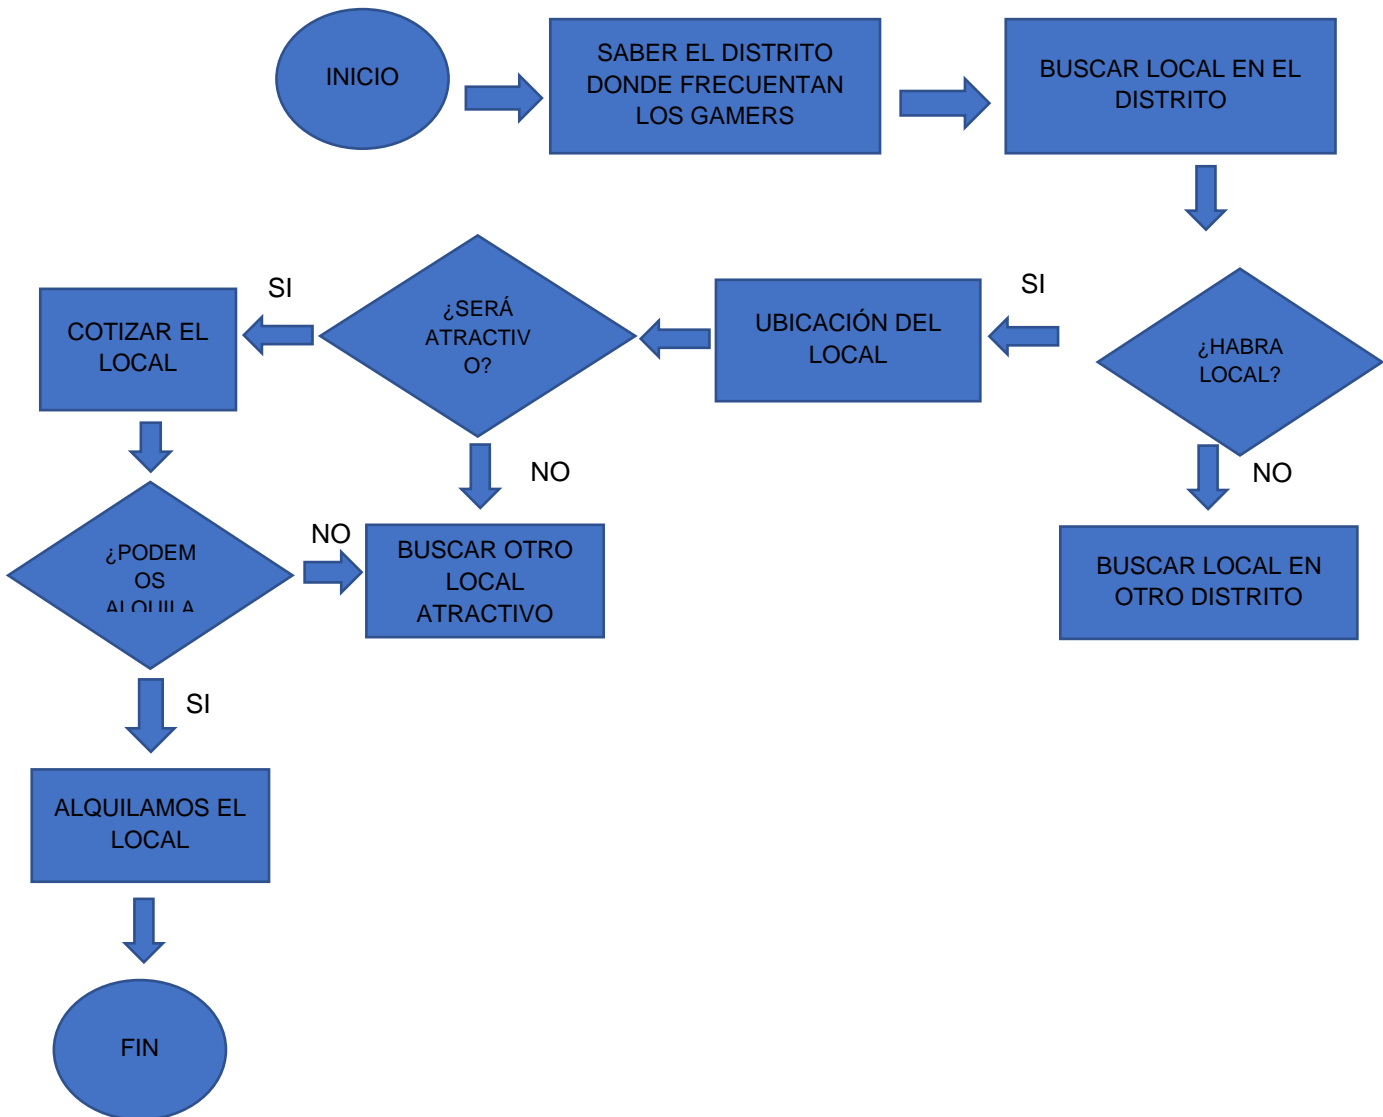 INICIO
SABER EL DISTRITO
DONDE FRECUENTAN
LOS GAMERS
BUSCAR LOCAL EN EL
DISTRITO
¿HABRA
LOCAL?
SI
NO
BUSCAR LOCAL EN
OTRO DISTRITO
UBICACIÓN DEL
LOCAL
¿SERÁ
ATRACTIV
O?
SI
NO
COTIZAR EL
LOCAL
¿PODEM
OS
ALQUILA
NO
BUSCAR OTRO
LOCAL
ATRACTIVO
SI
ALQUILAMOS EL
LOCAL
FIN